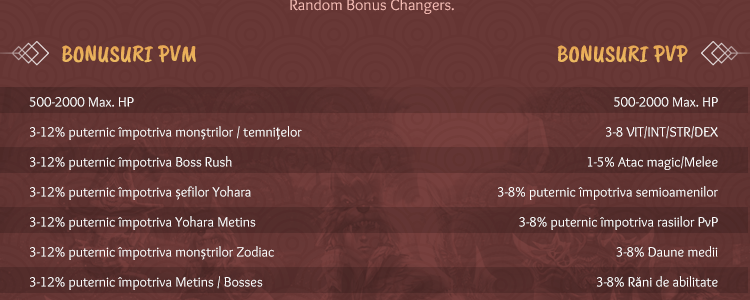 Random Bonus Changers.
BONUSURI PVM
BONUSURI PVP
500-2000 Max. HP
500-2000 Max. HP
3-12% puternic împotriva monștrilor / temnițelor
3-8 VIT/INT/STR/DEX
3-12% puternic împotriva Boss Rush
1-5% Atac magic/Melee
3-12% puternic împotriva șefilor Yohara
3-8% puternic împotriva semioamenilor
3-12% puternic împotriva Yohara Metins
3-8% puternic împotriva rasiilor PvP
3-12% puternic împotriva monștrilor Zodiac
3-8% Daune medii
3-12% puternic împotriva Metins / Bosses
3-8% Răni de abilitate